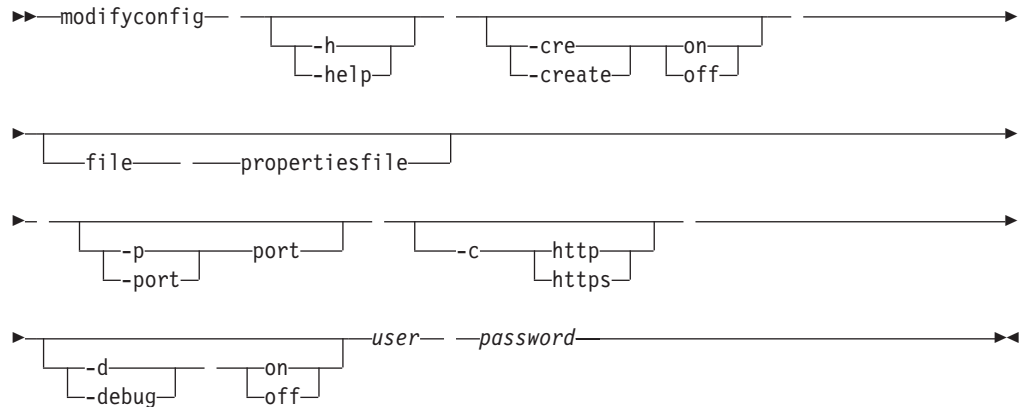 modifyconfig
-h -cre on
-help -create off
file propertiesfile
-p port -c http
-port https
user password
-d on
-debug off